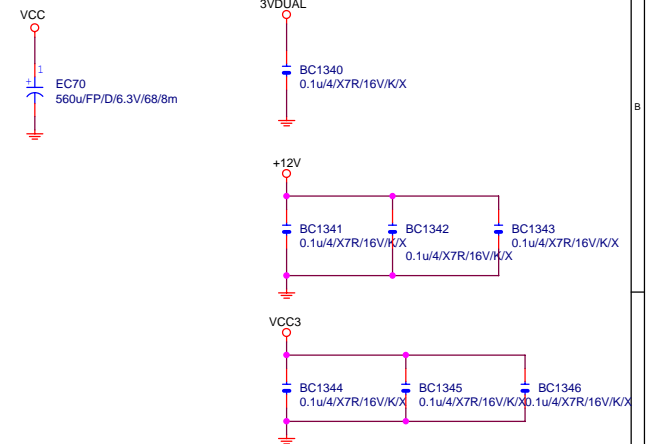 VCC
1
+
EC70
560u/FP/D/6.3V/68/8m
3VDUAL
BC1340
0.1u/4/X7R/16V/K/X
B
+12V
BC1341
0.1u/4/X7R/16V/K/X
BC1342
0.1u/4/X7R/16V/K/X
BC1343
0.1u/4/X7R/16V/K/X
VCC3
BC1344
0.1u/4/X7R/16V/K/X
BC1345
0.1u/4/X7R/16V/K/X
BC1346
0.1u/4/X7R/16V/K/X